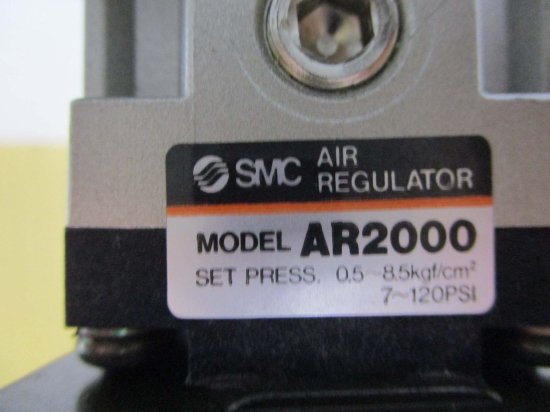 SMC AIR
REGULATOR
MODEL AR2000
SET PRESS. 0.5~8.5kgf/cm²
7~120PSI